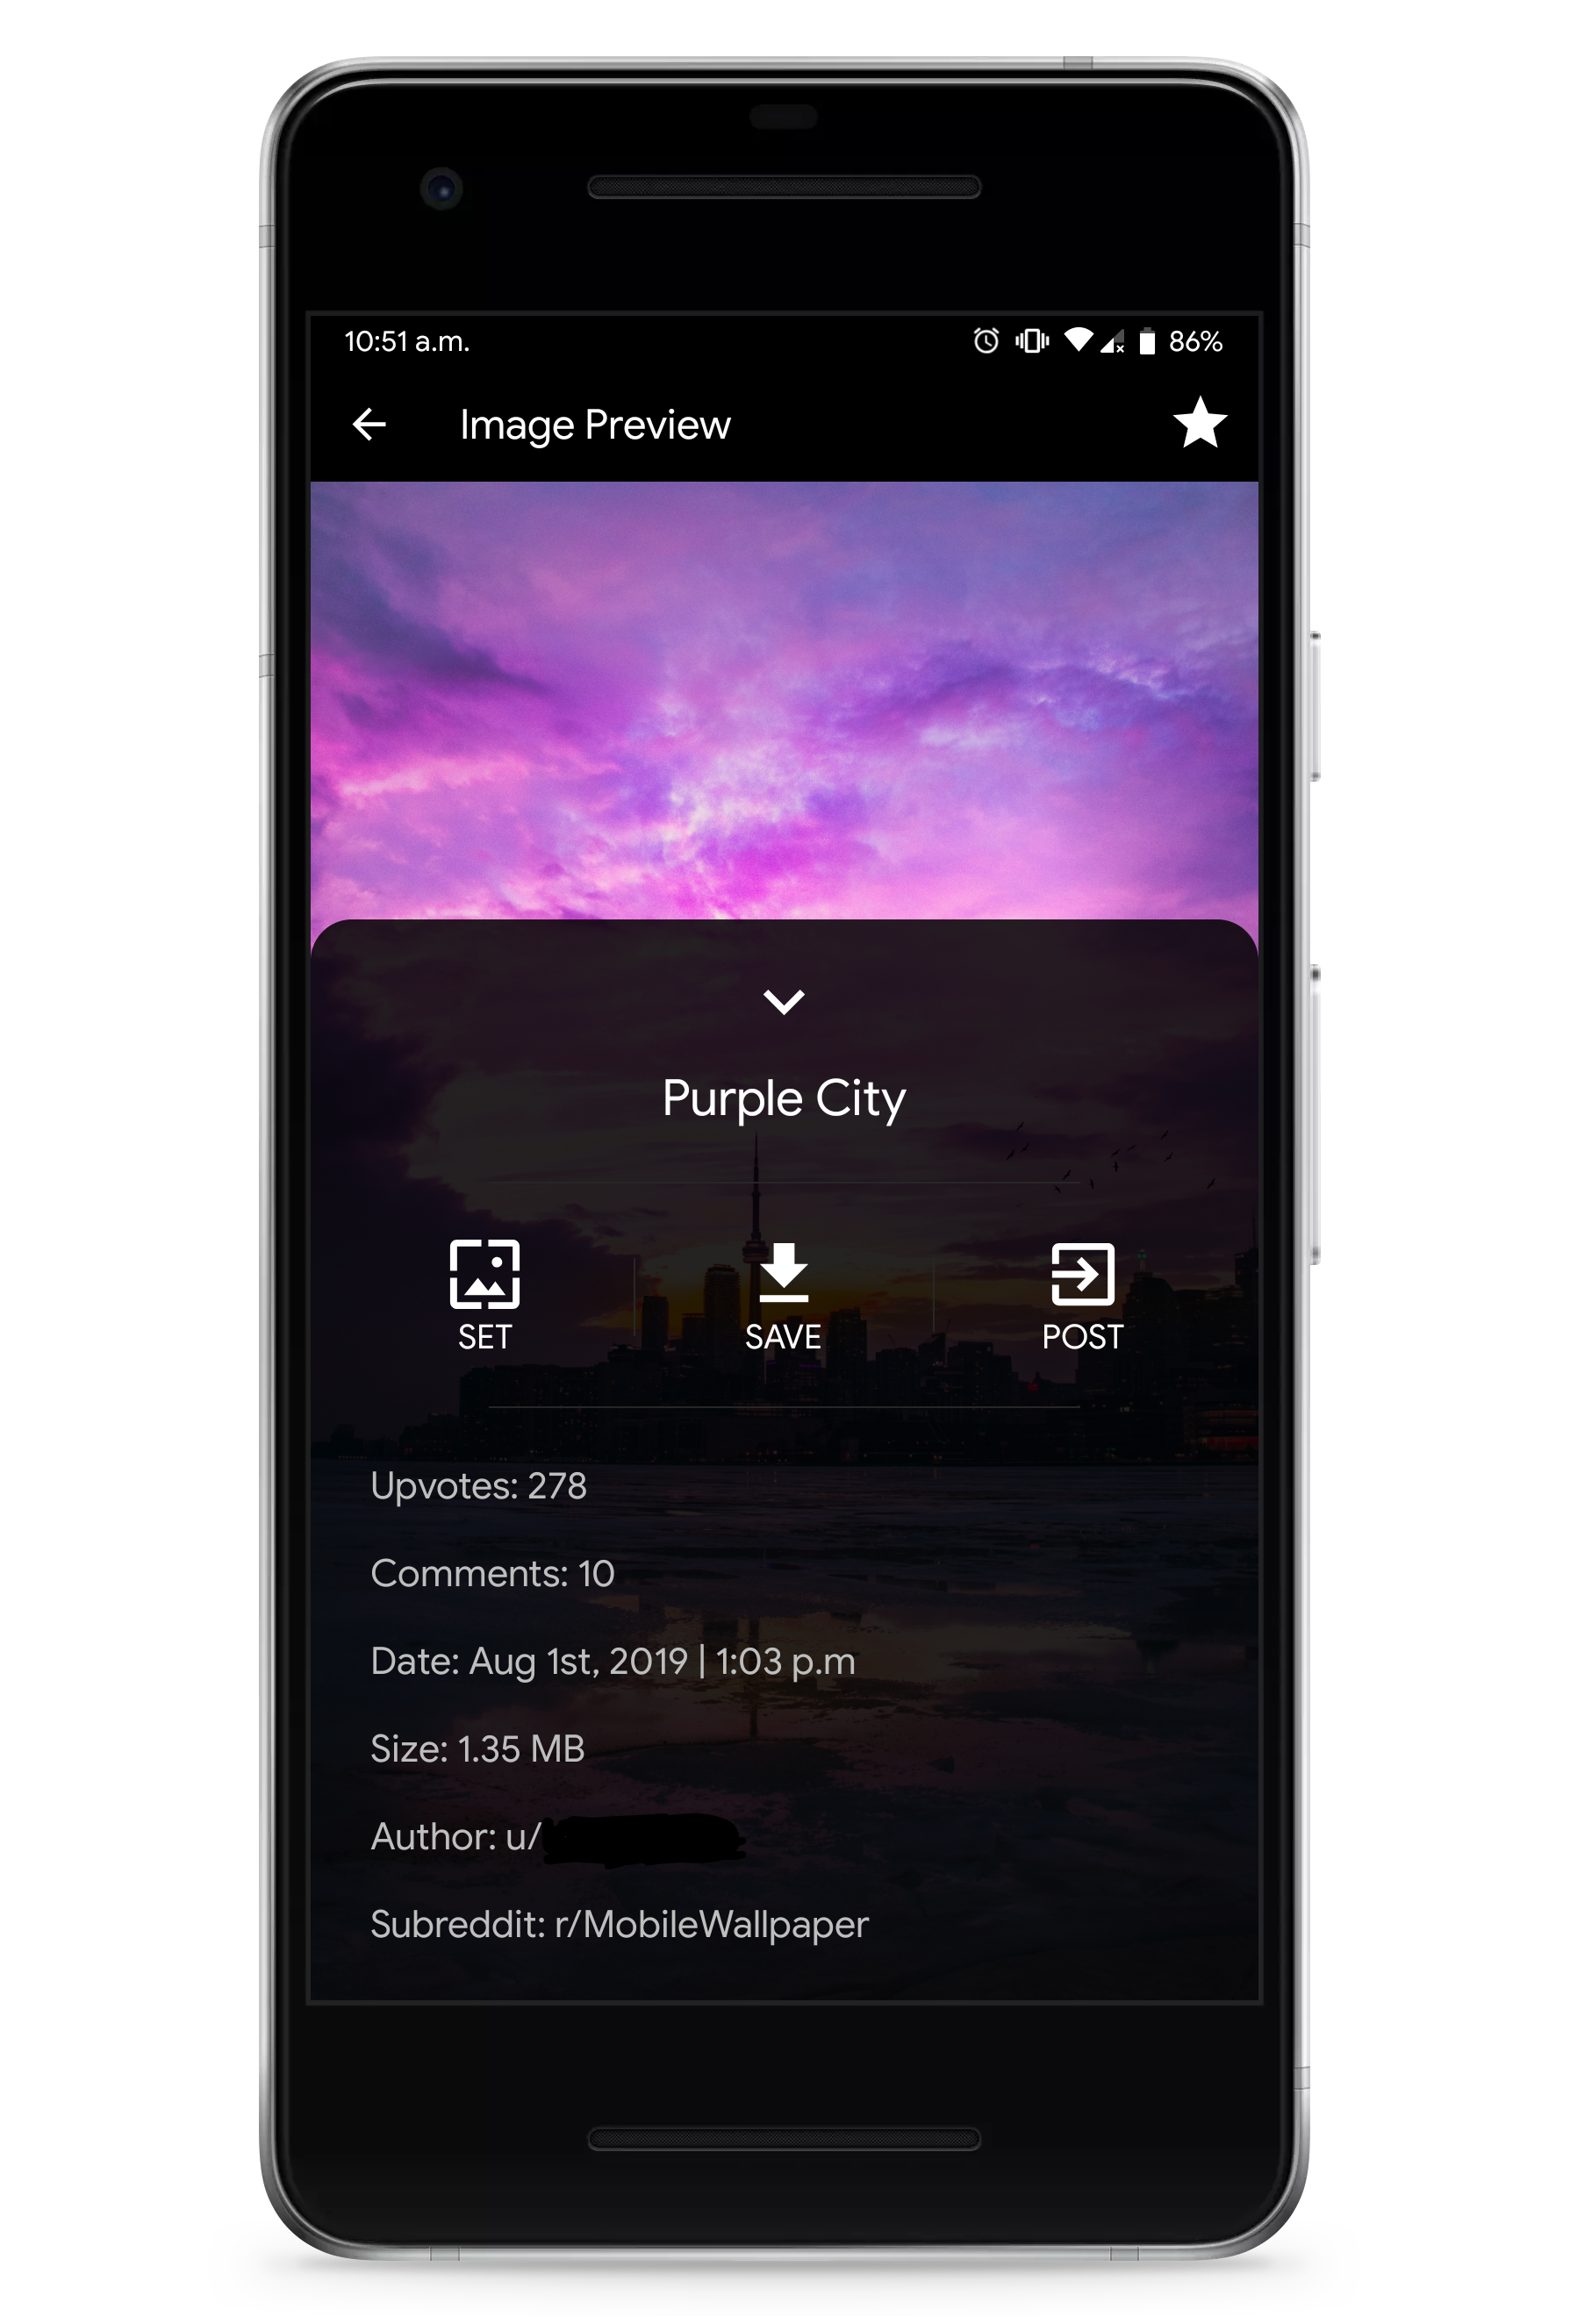 10:51 a.m. 86%
Image Preview
Purple City
SET SAVE POST
Upvotes: 278
Comments: 10
Date: Aug 1st, 2019 | 1:03 p.m
Size: 1.35 MB
Author: u/
Subreddit: r/MobileWallpaper